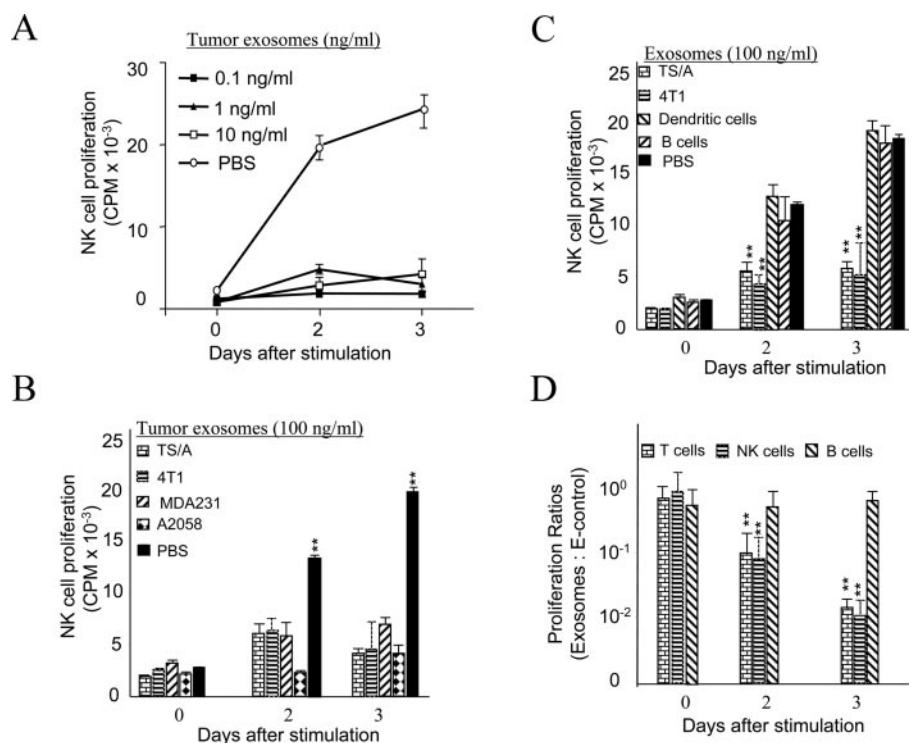 A
Tumor exosomes (ng/ml)
30
20
10
0
0.1 ng/ml
1 ng/ml
10 ng/ml
PBS
NK cell proliferation
(CPM x 10⁻³)
0 2 3
Days after stimulation
B
Tumor exosomes (100 ng/ml)
25
20
15
10
5
0
TS/A
4T1
MDA231
A2058
PBS
NK cell proliferation
(CPM x 10⁻³)
**
**
0 2 3
Days after stimulation
C
Exosomes (100 ng/ml)
25
20
15
10
5
0
TS/A
4T1
Dendritic cells
B cells
PBS
NK cell proliferation
(CPM x 10⁻³)
** **
** **
0 2 3
Days after stimulation
D
T cells NK cells B cells
10⁰
10⁻¹
10⁻²
0
Proliferation Ratios
(Exosomes : E-control)
** **
** **
0 2 3
Days after stimulation